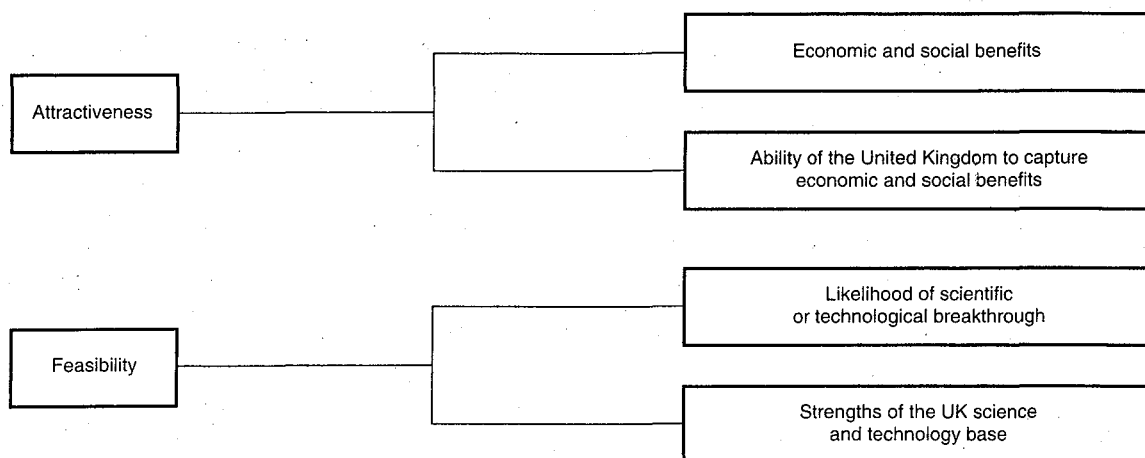 Economic and social benefits
Attractiveness
Ability of the United Kingdom to capture
economic and social benefits
Likelihood of scientific
or technological breakthrough
Feasibility
Strengths of the UK science
and technology base